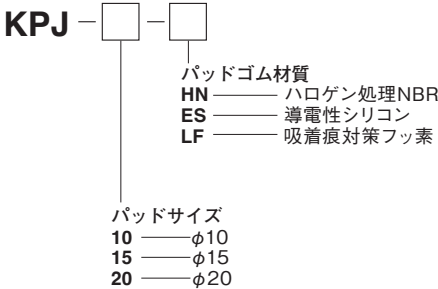 KPJ － □ － □
パッドゴム材質
HN ─── ハロゲン処理NBR
ES ─── 導電性シリコン
LF ─── 吸着痕対策フッ素
パッドサイズ
10 ─── φ10
15 ─── φ15
20 ─── φ20